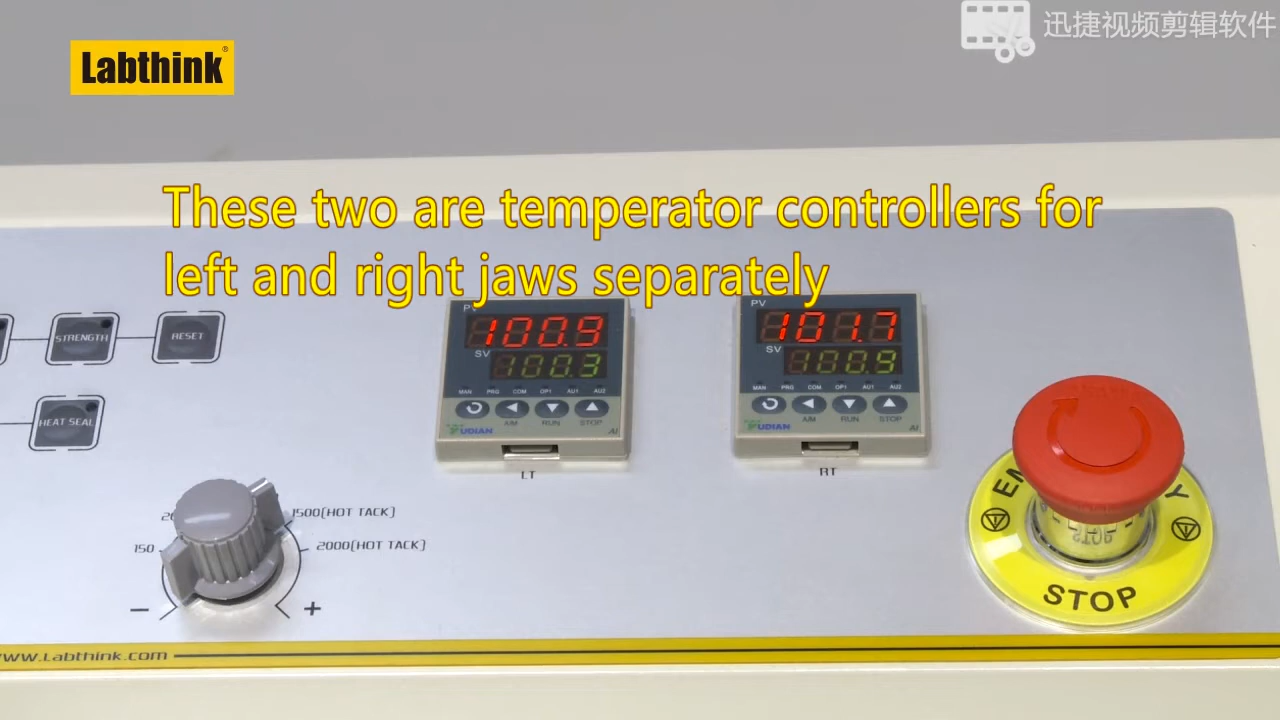 迅捷视频剪辑软件
Labthink®
These two are temperator controllers for
left and right jaws separately
PV
100.9
SV
100.3
MAN PRG COM OP1 AU1 AU2
A/M RUN STOP
YUDIAN AI
LT
PV
101.7
SV
100.9
MAN PRG COM OP1 AU1 AU2
A/M RUN STOP
YUDIAN AI
RT
STRENGTH
RESET
HEAT SEAL
1500(HOT TACK)
150
2000(HOT TACK)
− +
STOP
www.Labthink.com